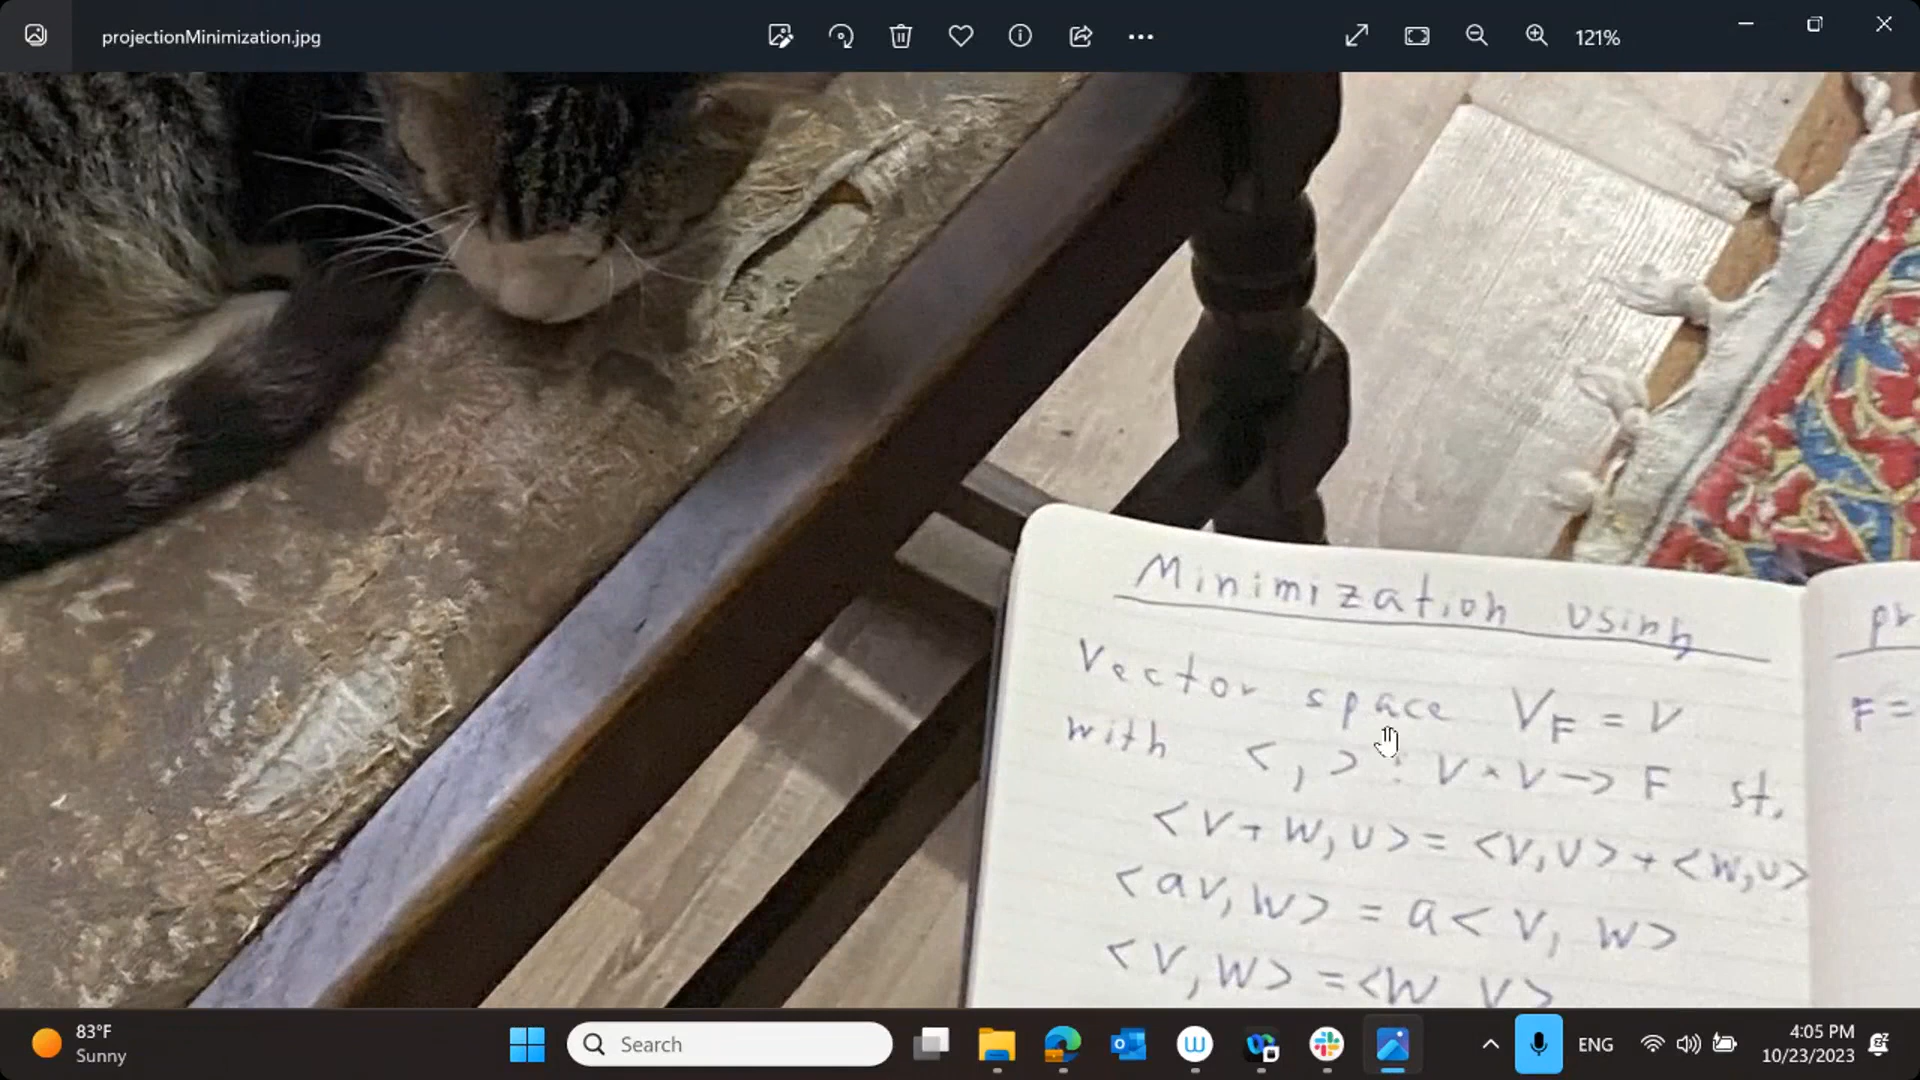 projectionMinimization.jpg
121%
Minimization using
Vector space V_F = V
with < , > : V × V → F st.
<v + w, u> = <v, u> + <w, u>
<av, w> = a< v, w>
<v, w> = <w v>
pr
F =
83°F
Sunny
Search
ENG
4:05 PM
10/23/2023